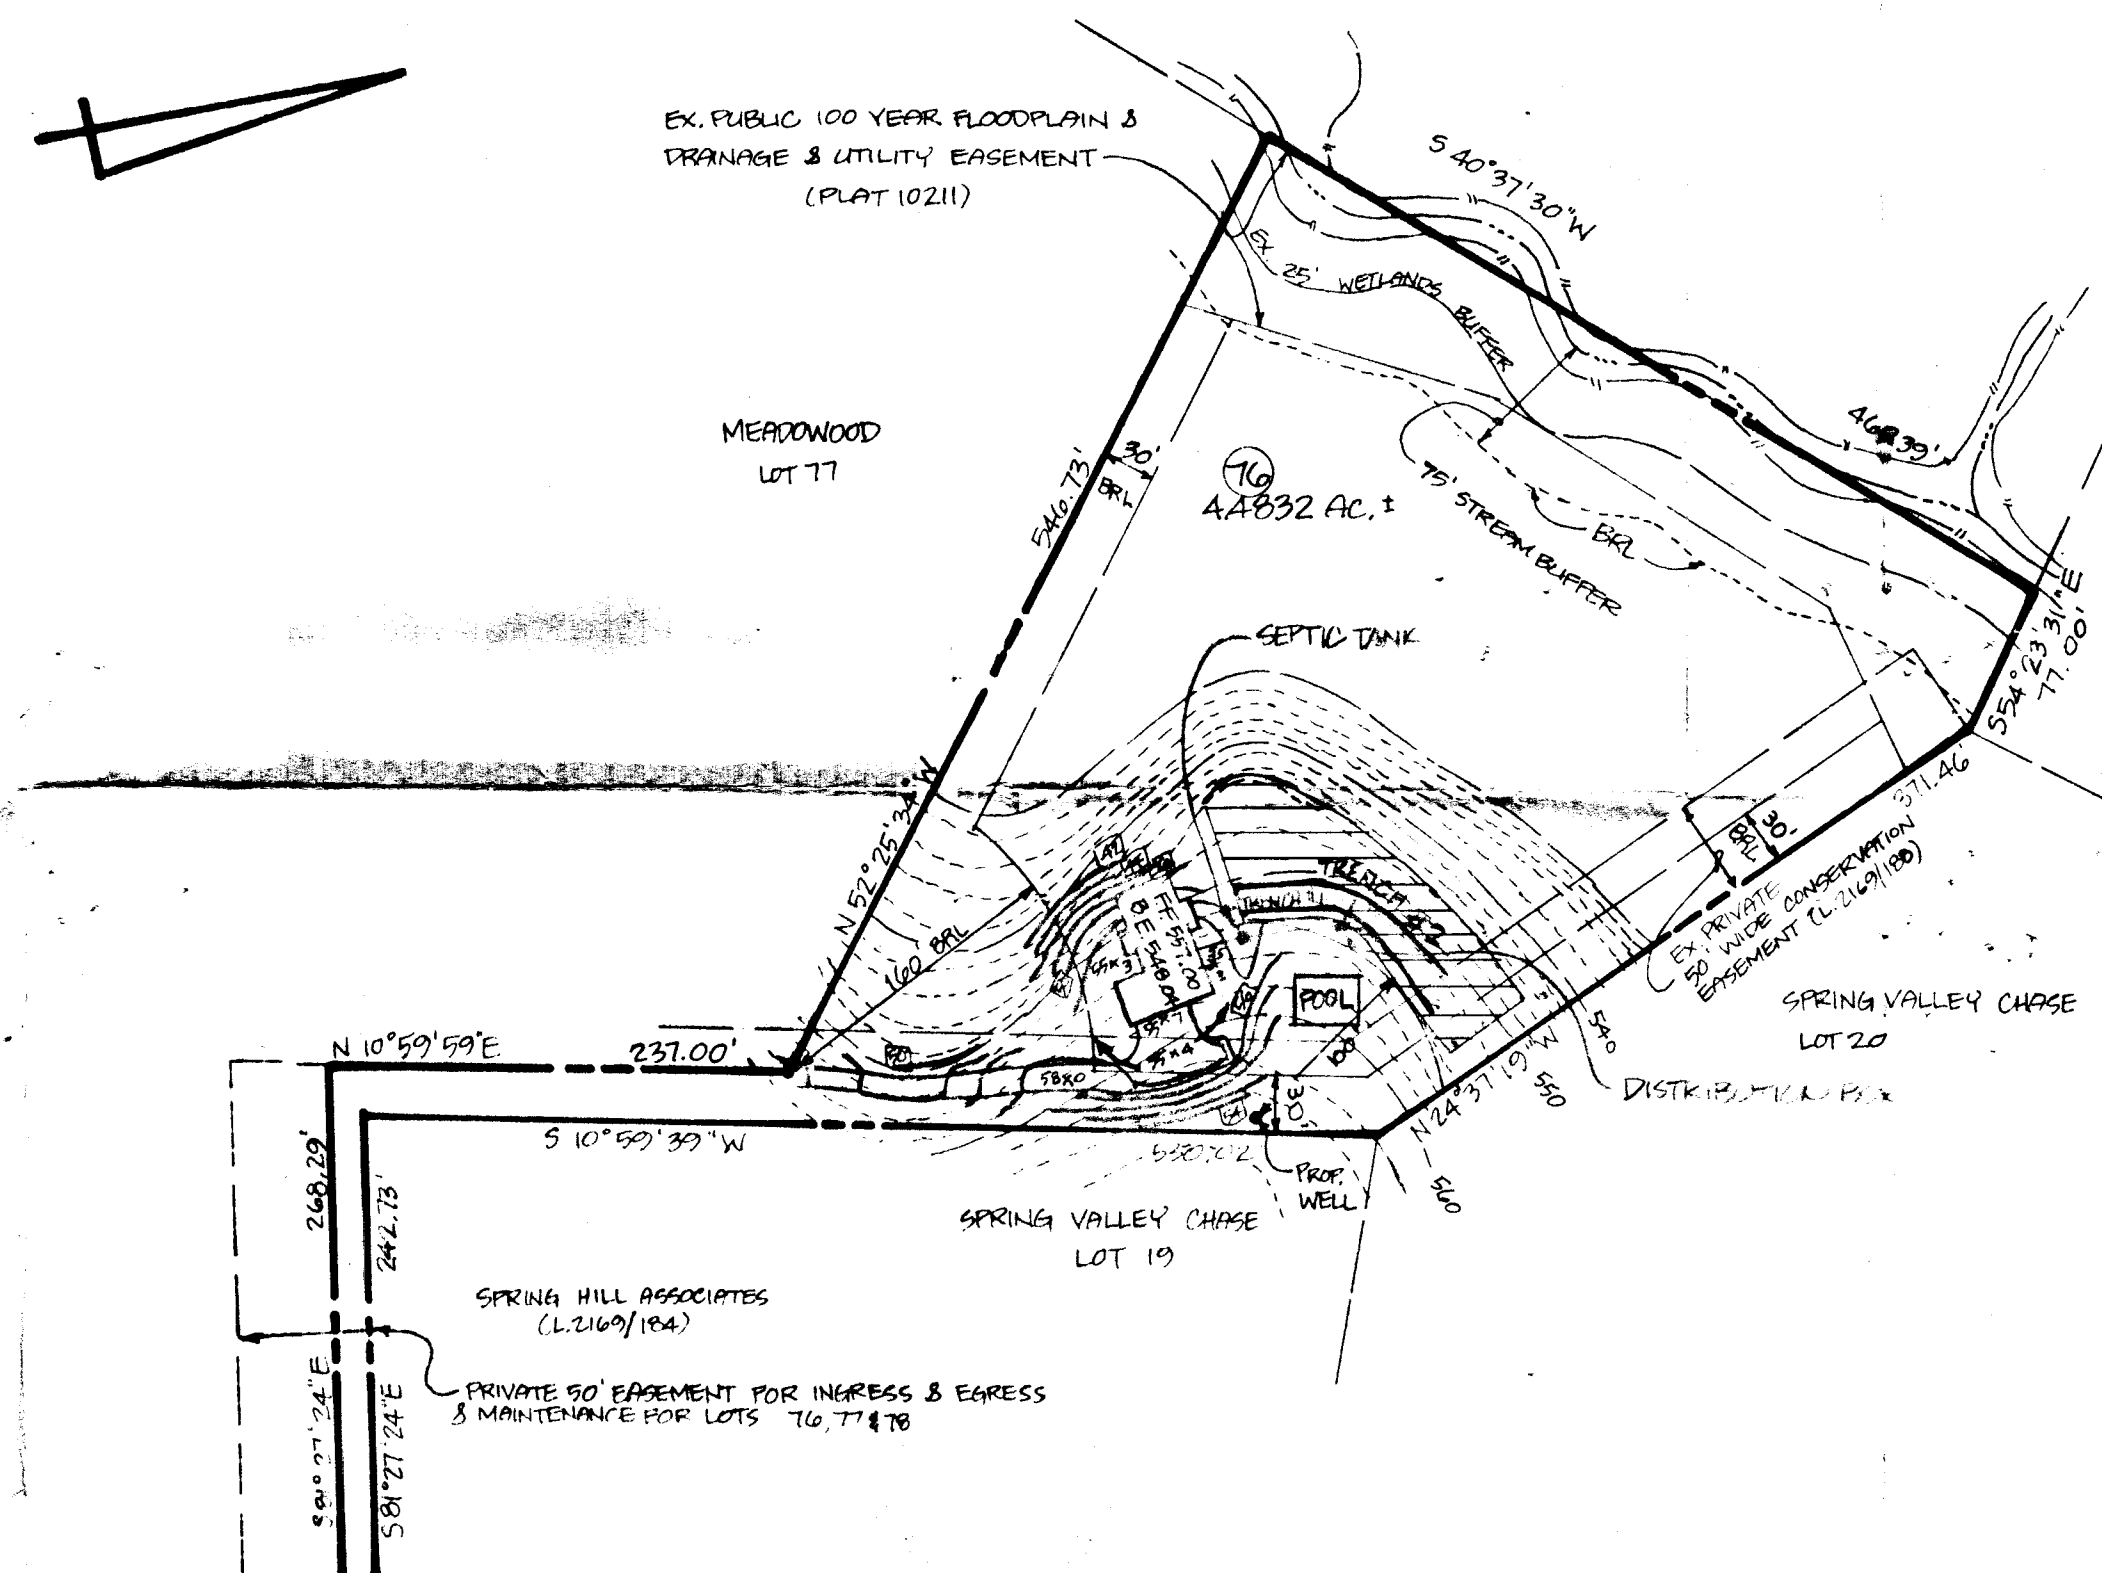 EX. PUBLIC 100 YEAR FLOODPLAIN &
DRAINAGE & UTILITY EASEMENT
(PLAT 10211)
S 40°37'30"W
EX. 25' WETLANDS BUFFER
MEADOWOOD
LOT 77
546.73'
30'
BRL
76
4.4832 AC. ±
75' STREAM BUFFER
BRL
S54°23'31"E
77.00'
SEPTIC TANK
N 52°25'34"W
160' BRL
FF 557.00
B.E 548.04
TRENCH #2
POOL
100
371.46'
30'
BRL
EX. PRIVATE
50' WIDE CONSERVATION
EASEMENT (L.2169/188)
SPRING VALLEY CHASE
LOT 20
540
550
560
DISTRIBUTION BOX
N 24°37'19"W
N 10°59'59"E
237.00'
58x0
30'
S 10°59'39"W
PROP.
WELL
SPRING VALLEY CHASE
LOT 19
268.29'
242.73'
SPRING HILL ASSOCIATES
(L.2169/184)
PRIVATE 50' EASEMENT FOR INGRESS & EGRESS
& MAINTENANCE FOR LOTS 76,77 & 78
S81°27'24"E
S81°27'24"E